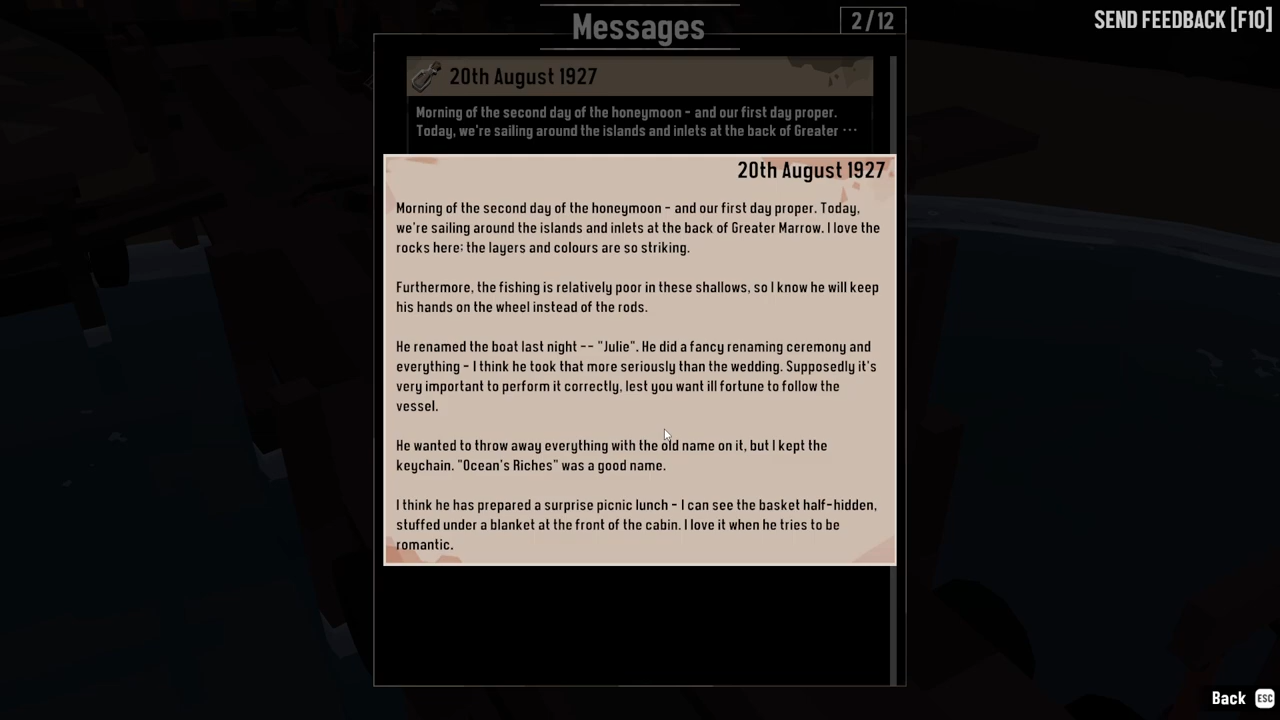 Messages
2/12
SEND FEEDBACK [F10]
20th August 1927
Morning of the second day of the honeymoon - and our first day proper.
Today, we're sailing around the islands and inlets at the back of Greater ...
20th August 1927
Morning of the second day of the honeymoon - and our first day proper. Today,
we're sailing around the islands and inlets at the back of Greater Marrow. I love the
rocks here: the layers and colours are so striking.
Furthermore, the fishing is relatively poor in these shallows, so I know he will keep
his hands on the wheel instead of the rods.
He renamed the boat last night -- "Julie". He did a fancy renaming ceremony and
everything - I think he took that more seriously than the wedding. Supposedly it's
very important to perform it correctly, lest you want ill fortune to follow the
vessel.
He wanted to throw away everything with the old name on it, but I kept the
keychain. "Ocean's Riches" was a good name.
I think he has prepared a surprise picnic lunch - I can see the basket half-hidden,
stuffed under a blanket at the front of the cabin. I love it when he tries to be
romantic.
Back ESC